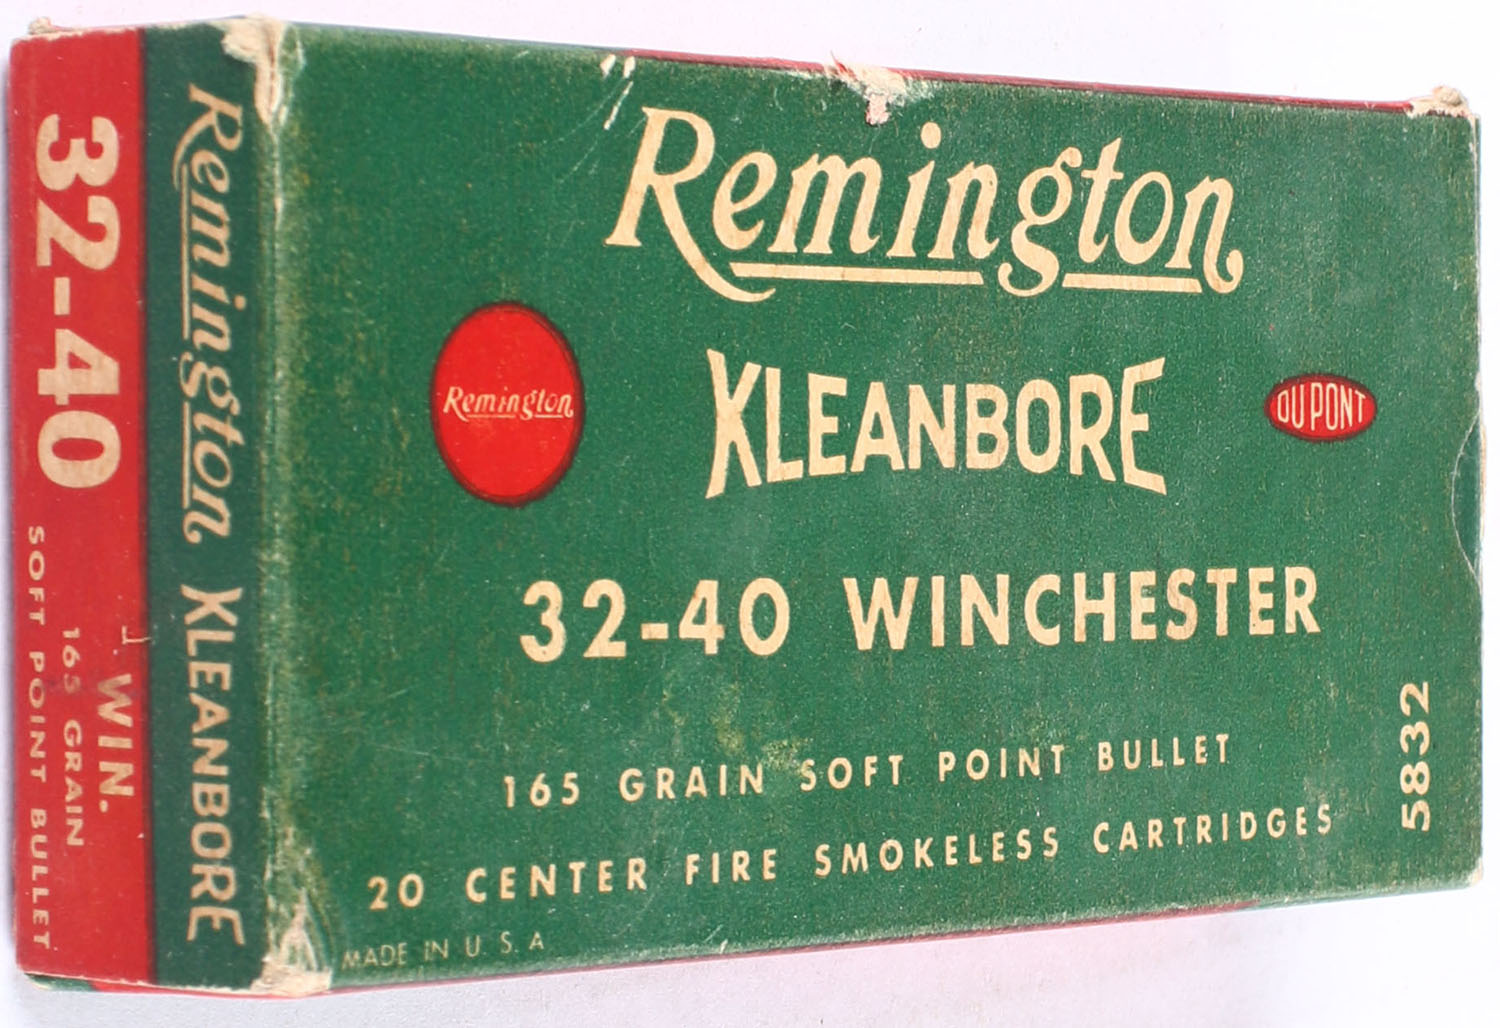 Remington
Remington
KLEANBORE
DU PONT
32-40 WINCHESTER
5832
165 GRAIN SOFT POINT BULLET
20 CENTER FIRE SMOKELESS CARTRIDGES
MADE IN U. S. A
Remington KLEANBORE
32-40 WIN.
165 GRAIN
SOFT POINT BULLET